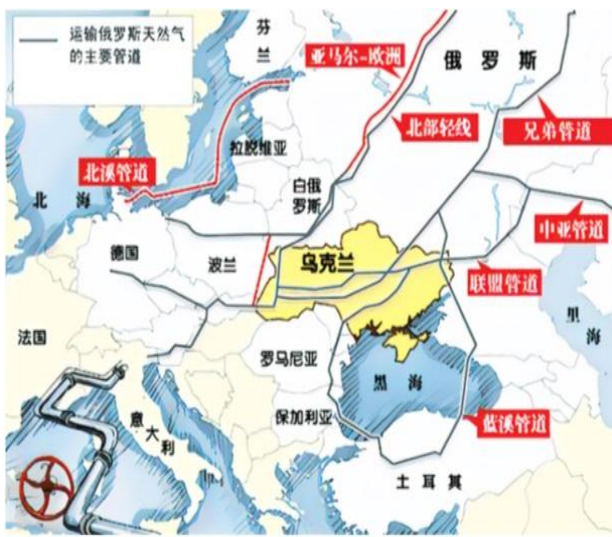 运输俄罗斯天然气
的主要管道
芬
兰
亚马尔-欧洲
俄罗斯
北部轻线
兄弟管道
拉脱维亚
北溪管道
北海
白俄
罗斯
中亚管道
德国
波兰
乌克兰
联盟管道
里
海
法国
罗马尼亚
黑海
意大利
保加利亚
蓝溪管道
土耳其